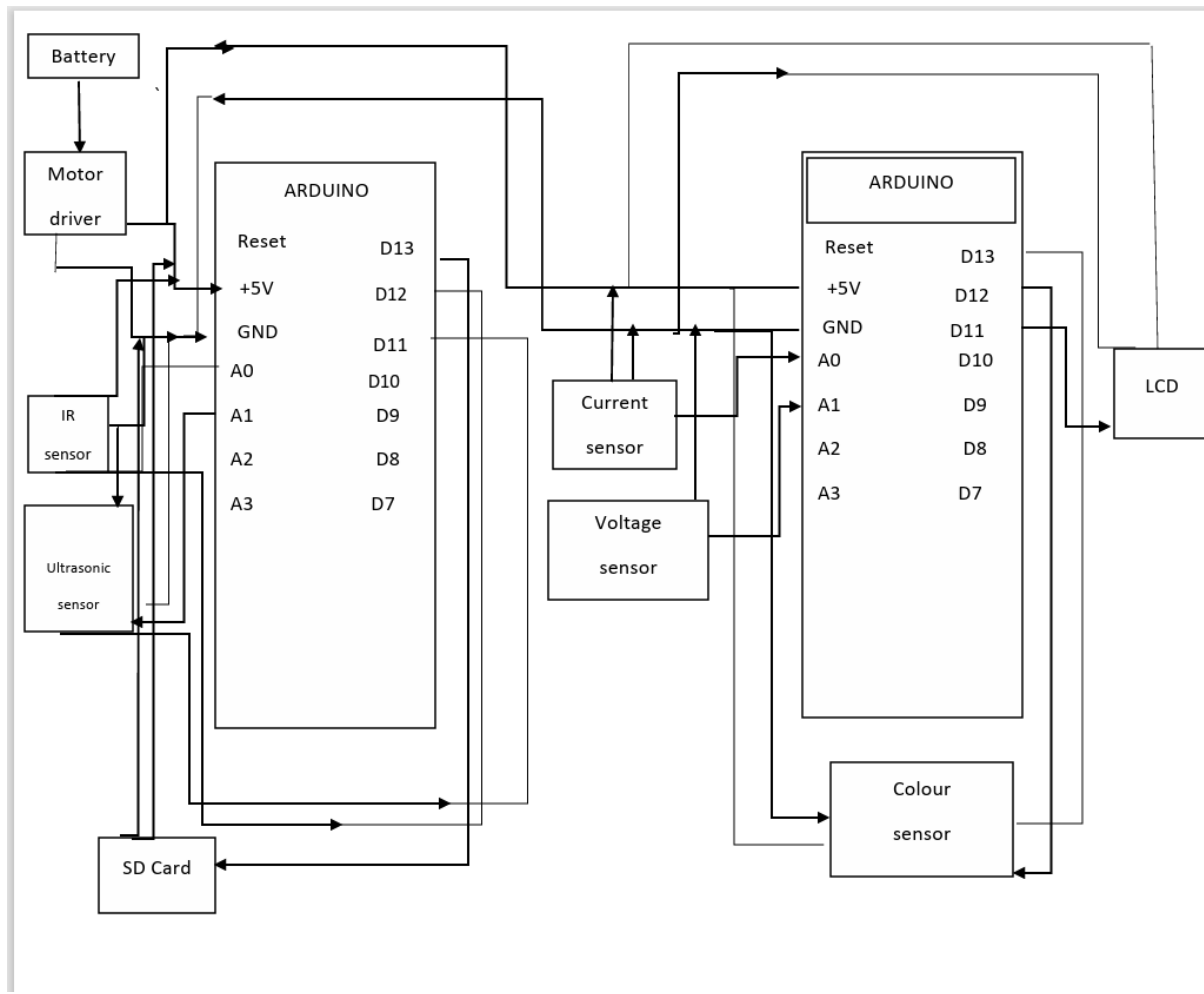 Battery
Motor
driver
ARDUINO
Reset
+5V
GND
A0
A1
A2
A3
D13
D12
D11
D10
D9
D8
D7
IR
sensor
Ultrasonic
sensor
SD Card
Current
sensor
Voltage
sensor
ARDUINO
Reset
+5V
GND
A0
A1
A2
A3
D13
D12
D11
D10
D9
D8
D7
LCD
Colour
sensor